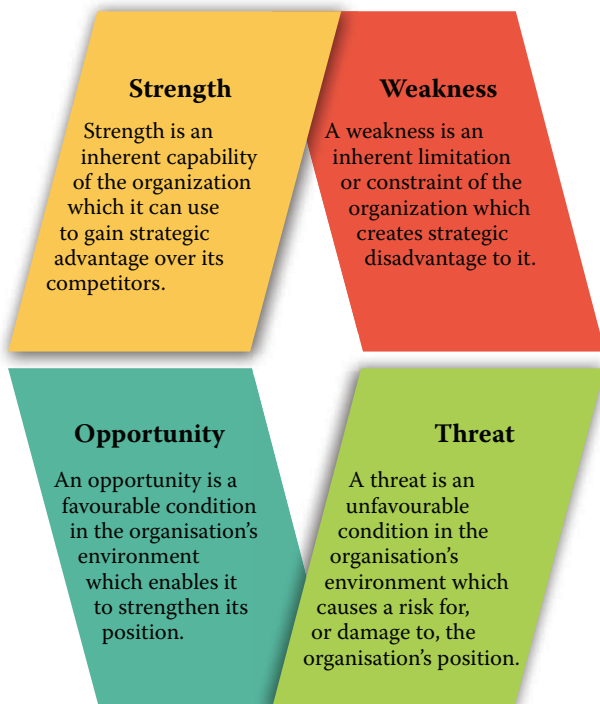 Strength
Strength is an
inherent capability
of the organization
which it can use
to gain strategic
advantage over its
competitors.
Weakness
A weakness is an
inherent limitation
or constraint of the
organization which
creates strategic
disadvantage to it.
Opportunity
An opportunity is a
favourable condition
in the organisation's
environment
which enables it
to strengthen its
position.
Threat
A threat is an
unfavourable
condition in the
organisation's
environment which
causes a risk for,
or damage to, the
organisation's position.